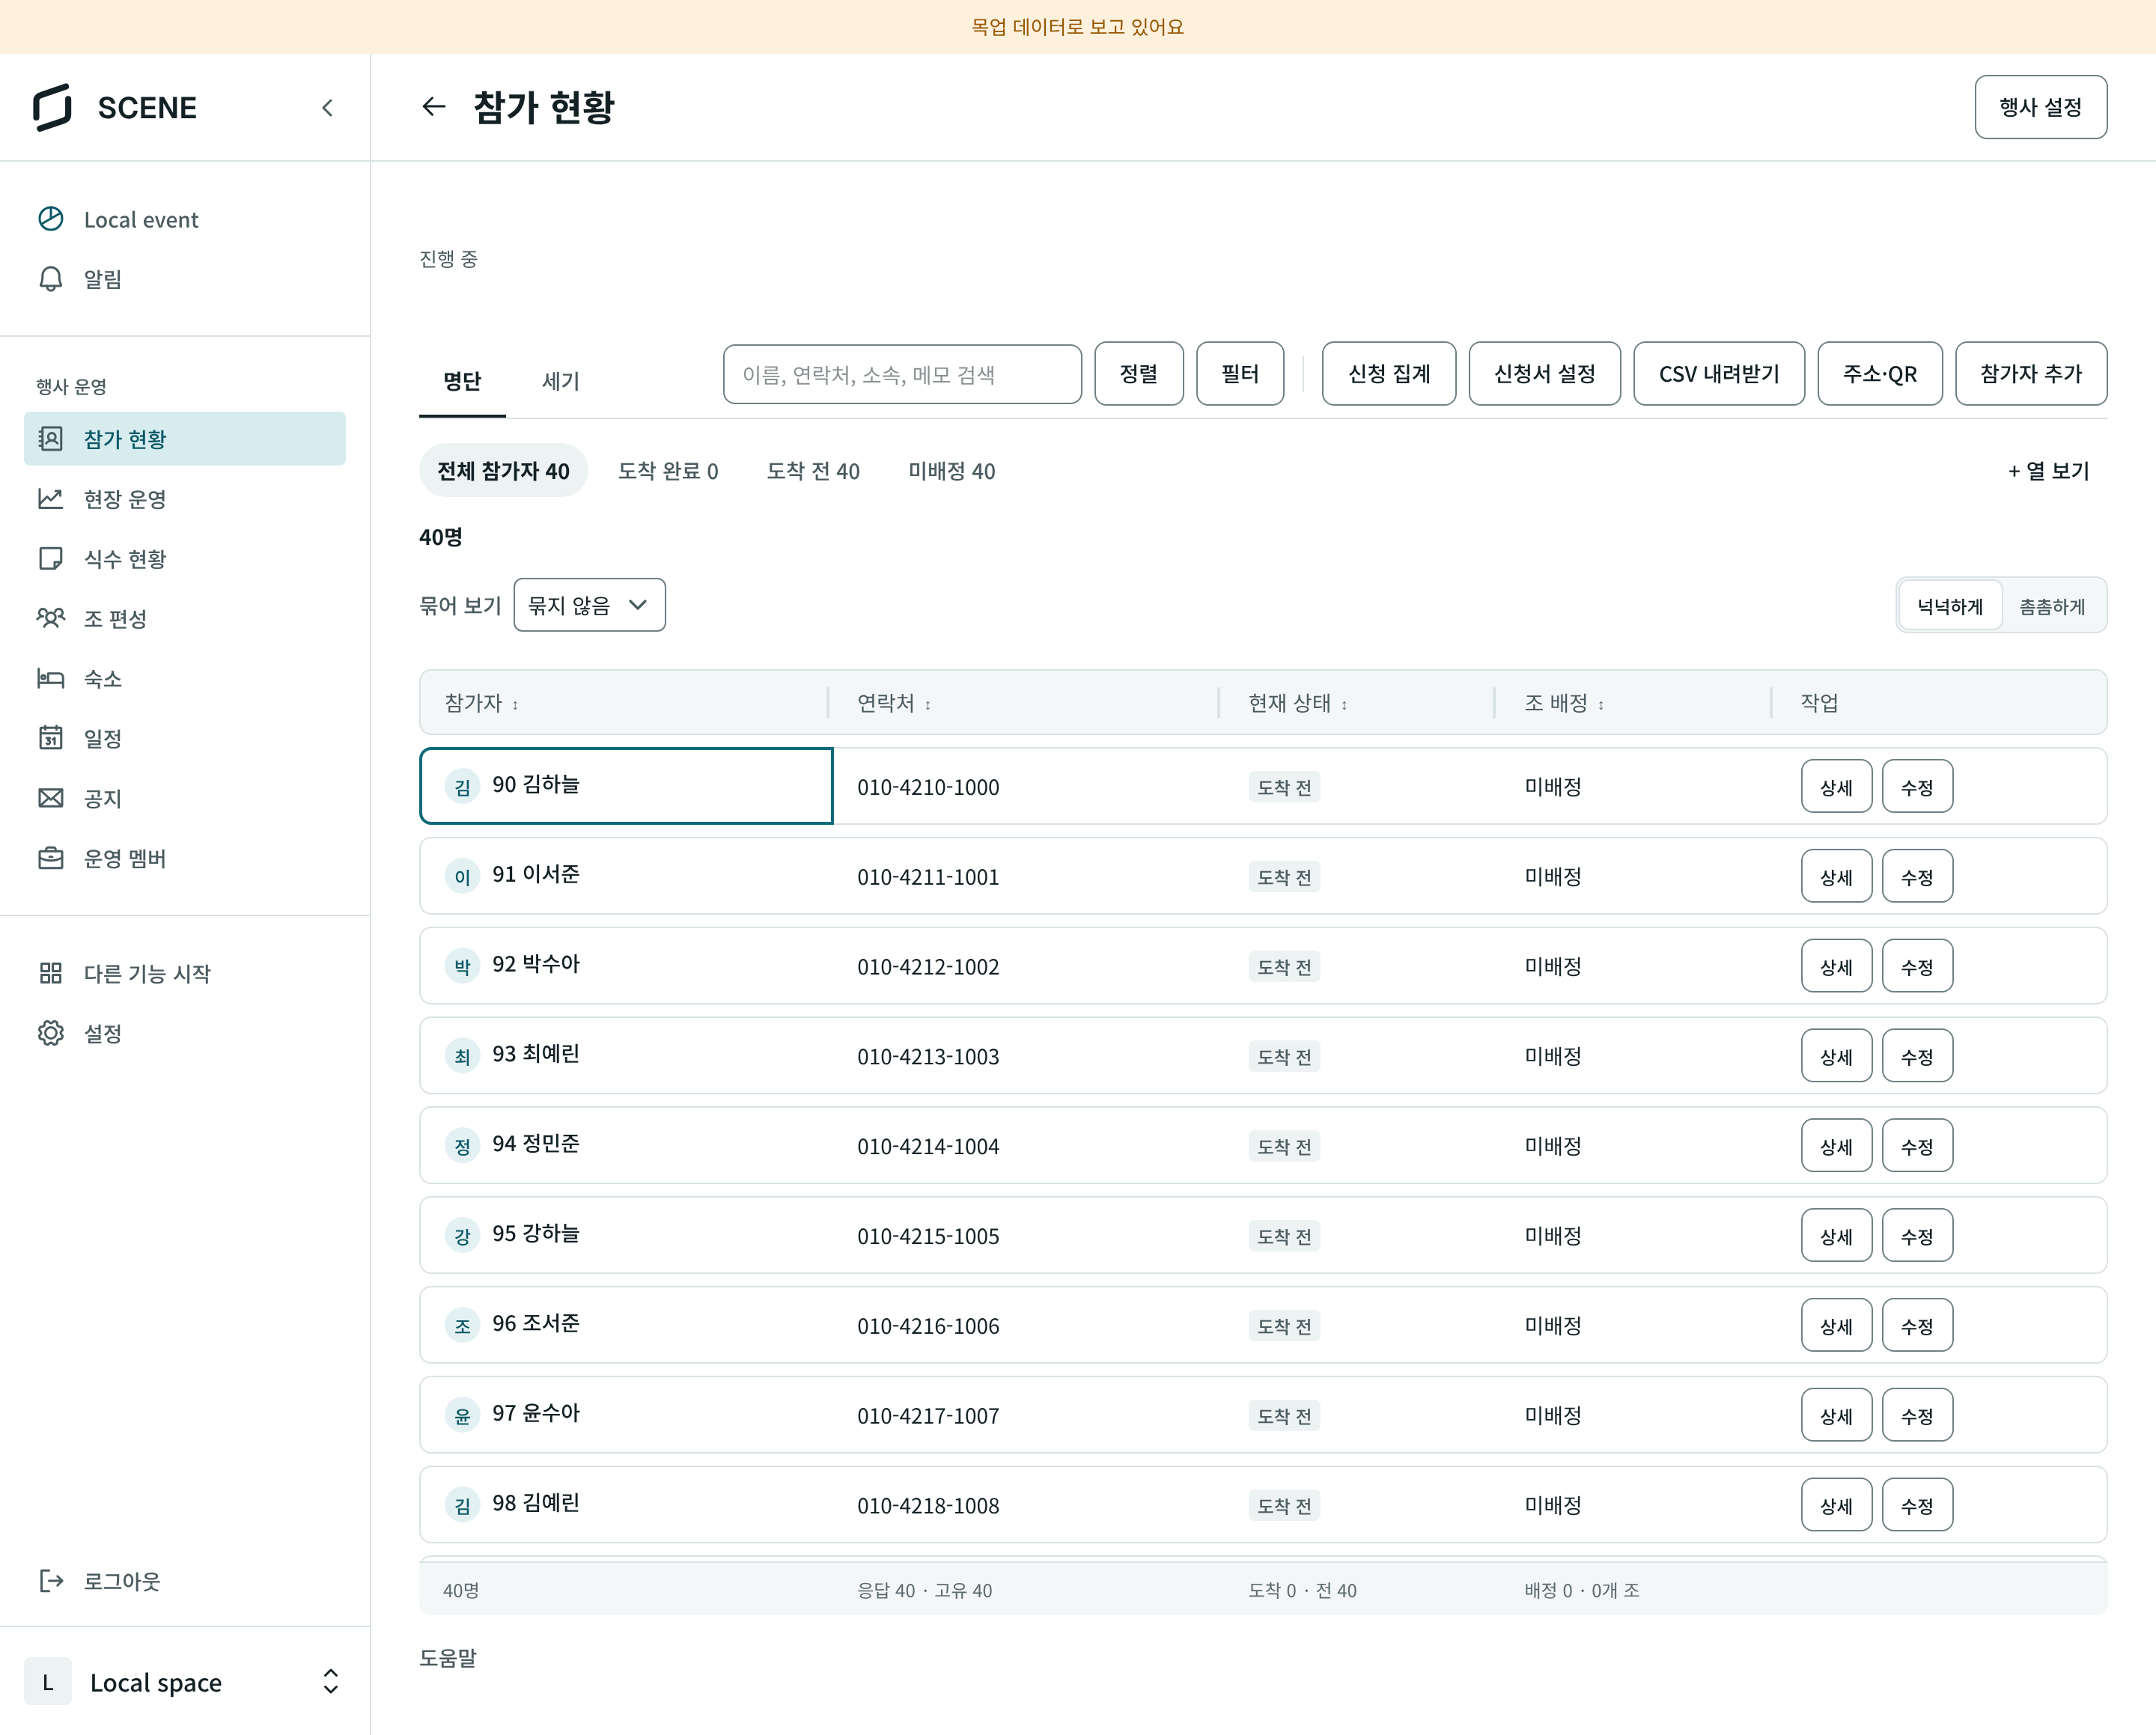 목업 데이터로 보고 있어요
SCENE
참가 현황
행사 설정
Local event
알림
행사 운영
참가 현황
현장 운영
식수 현황
조 편성
숙소
31 일정
공지
운영 멤버
다른 기능 시작
설정
로그아웃
L Local space
진행 중
명단 세기 이름, 연락처, 소속, 메모 검색 정렬 필터 신청 집계 신청서 설정 CSV 내려받기 주소·QR 참가자 추가
전체 참가자 40 도착 완료 0 도착 전 40 미배정 40 + 열 보기
40명
묶어 보기 묶지 않음 넉넉하게 촘촘하게
참가자 ↕ 연락처 ↕ 현재 상태 ↕ 조 배정 ↕ 작업
김 90 김하늘 010-4210-1000 도착 전 미배정 상세 수정
이 91 이서준 010-4211-1001 도착 전 미배정 상세 수정
박 92 박수아 010-4212-1002 도착 전 미배정 상세 수정
최 93 최예린 010-4213-1003 도착 전 미배정 상세 수정
정 94 정민준 010-4214-1004 도착 전 미배정 상세 수정
강 95 강하늘 010-4215-1005 도착 전 미배정 상세 수정
조 96 조서준 010-4216-1006 도착 전 미배정 상세 수정
윤 97 윤수아 010-4217-1007 도착 전 미배정 상세 수정
김 98 김예린 010-4218-1008 도착 전 미배정 상세 수정
40명 응답 40 · 고유 40 도착 0 · 전 40 배정 0 · 0개 조
도움말